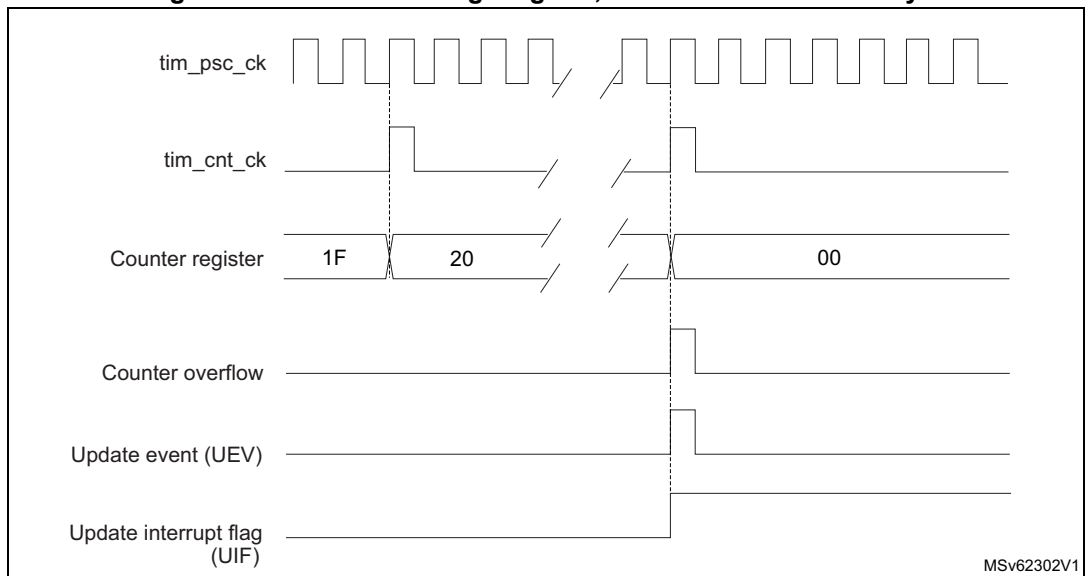 tim_psc_ck
tim_cnt_ck
Counter register
1F
20
00
Counter overflow
Update event (UEV)
Update interrupt flag
(UIF)
MSv62302V1